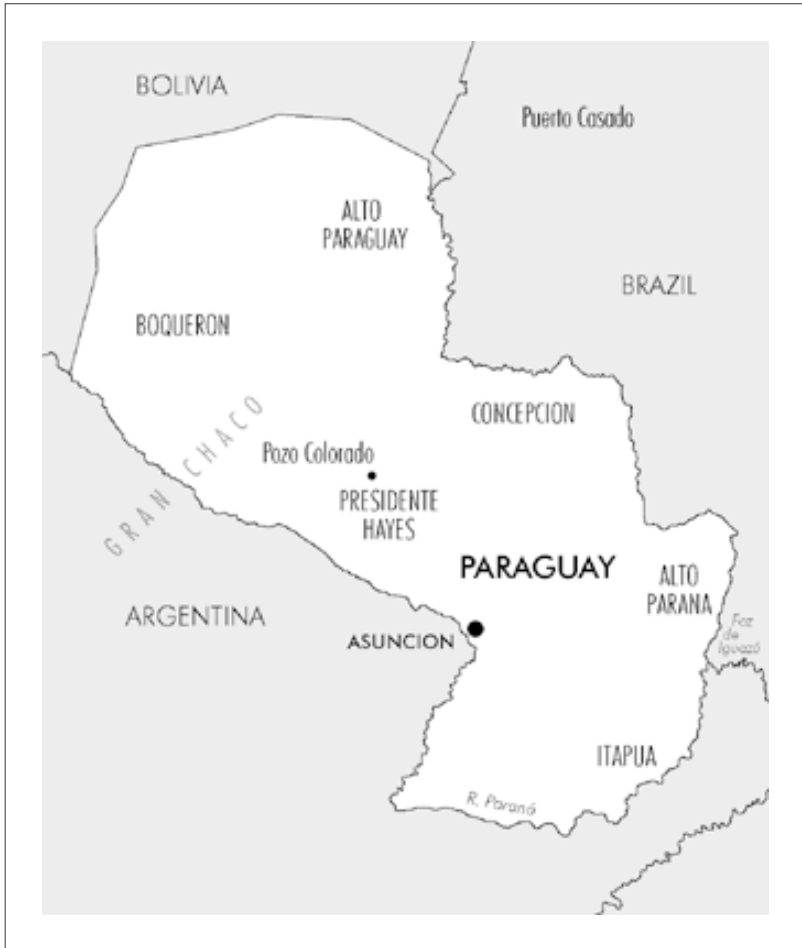 BOLIVIA
Puerto Casado
ALTO
PARAGUAY
BRAZIL
BOQUERON
CONCEPCION
GRAN CHACO
Pozo Colorado
PRESIDENTE
HAYES
PARAGUAY
ALTO
PARANA
ARGENTINA
Foz
de
Iguazó
ASUNCION
ITAPUA
R. Paraná